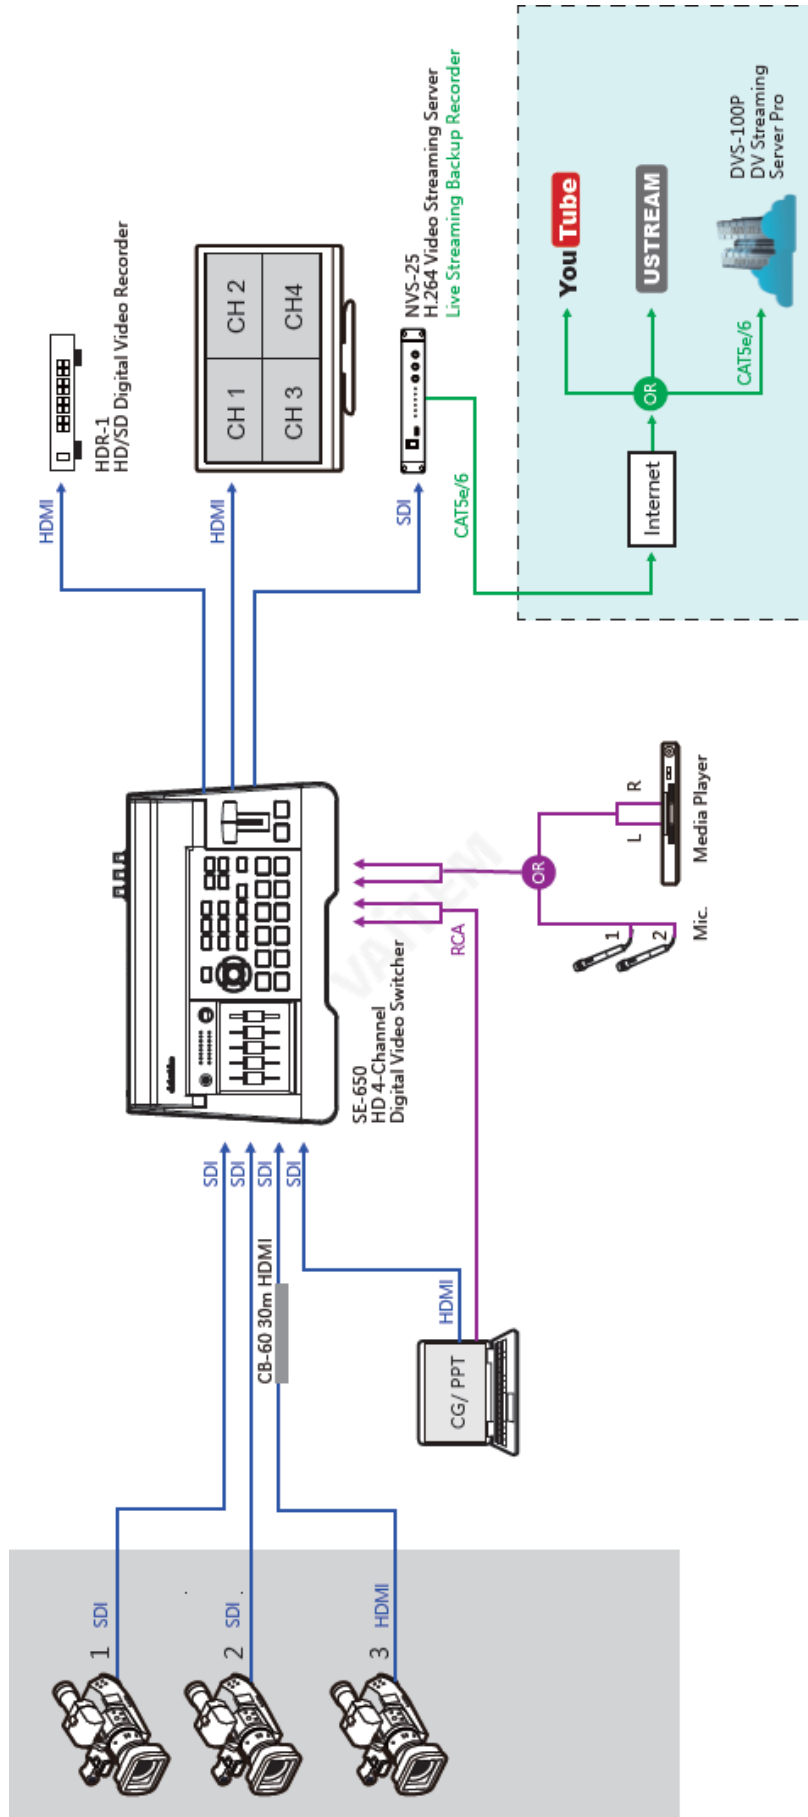 1
SDI
2
SDI
3
HDMI
CB-60 30m HDMI
CG/ PPT
HDMI
SDI
SDI
SDI
SDI
SE-650
HD 4-Channel
Digital Video Switcher
RCA
OR
Mic.
1
2
L
R
Media Player
HDMI
HDR-1
HD/SD Digital Video Recorder
HDMI
CH 1
CH 2
CH 3
CH4
SDI
NVS-25
H.264 Video Streaming Server
Live Streaming Backup Recorder
CAT5e/6
Internet
OR
YouTube
USTREAM
CAT5e/6
DVS-100P
DV Streaming
Server Pro
VAITEM